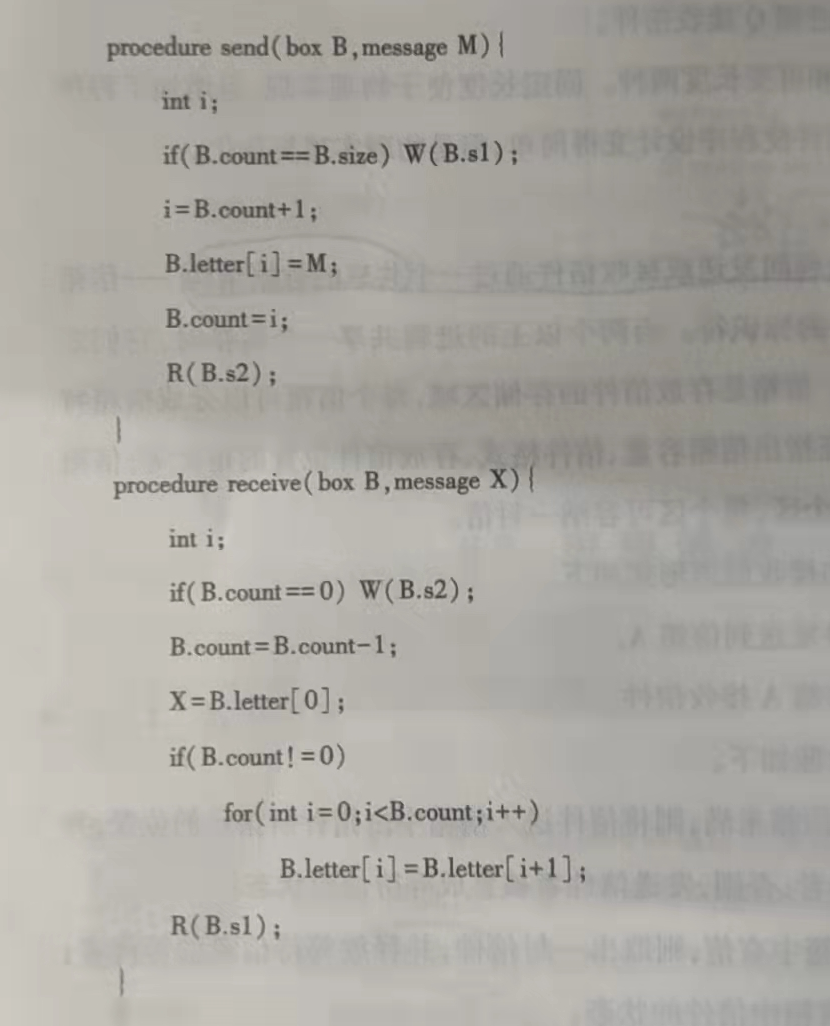 procedure send(box B,message M){
int i;
if(B.count==B.size) W(B.s1);
i=B.count+1;
B.letter[i]=M;
B.count=i;
R(B.s2);
}
procedure receive(box B,message X){
int i;
if(B.count==0) W(B.s2);
B.count=B.count-1;
X=B.letter[0];
if(B.count!=0)
for(int i=0;i<B.count;i++)
B.letter[i]=B.letter[i+1];
R(B.s1);
}